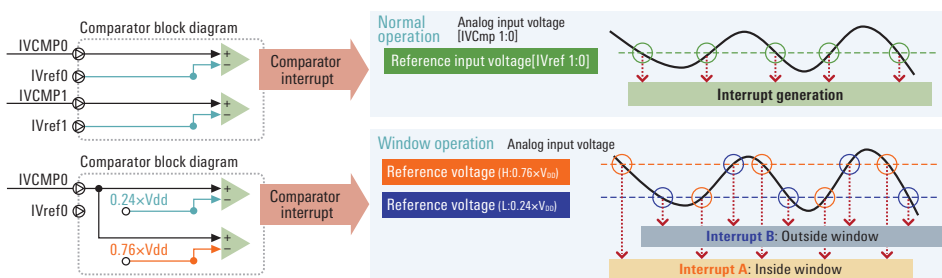 Comparator block diagram
IVCMP0
IVref0
IVCMP1
IVref1
+
−
+
−
Comparator
interrupt
Normal
operation
Analog input voltage
[IVCmp 1:0]
Reference input voltage[IVref 1:0]
Interrupt generation
Comparator block diagram
IVCMP0
IVref0
0.24×Vdd
0.76×Vdd
+
−
+
−
Comparator
interrupt
Window operation
Analog input voltage
Reference voltage (H:0.76×VDD)
Reference voltage (L:0.24×VDD)
Interrupt B: Outside window
Interrupt A: Inside window